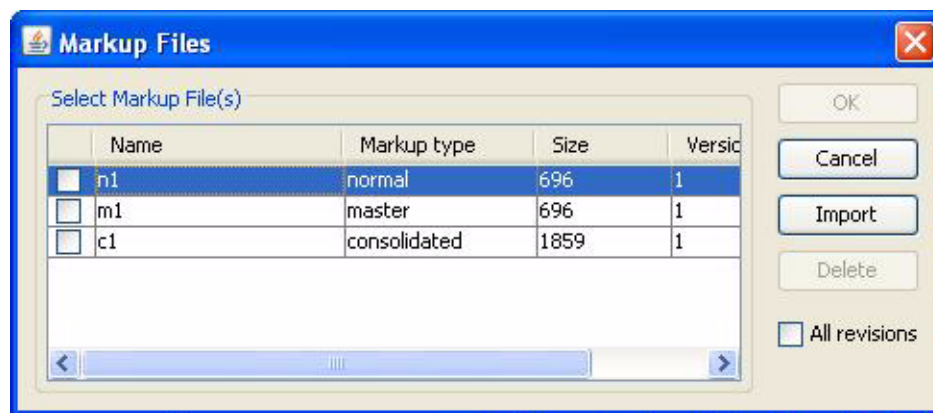 Markup Files
Select Markup File(s)
Name Markup type Size Versio
n1 normal 696 1
m1 master 696 1
c1 consolidated 1859 1
OK
Cancel
Import
Delete
All revisions